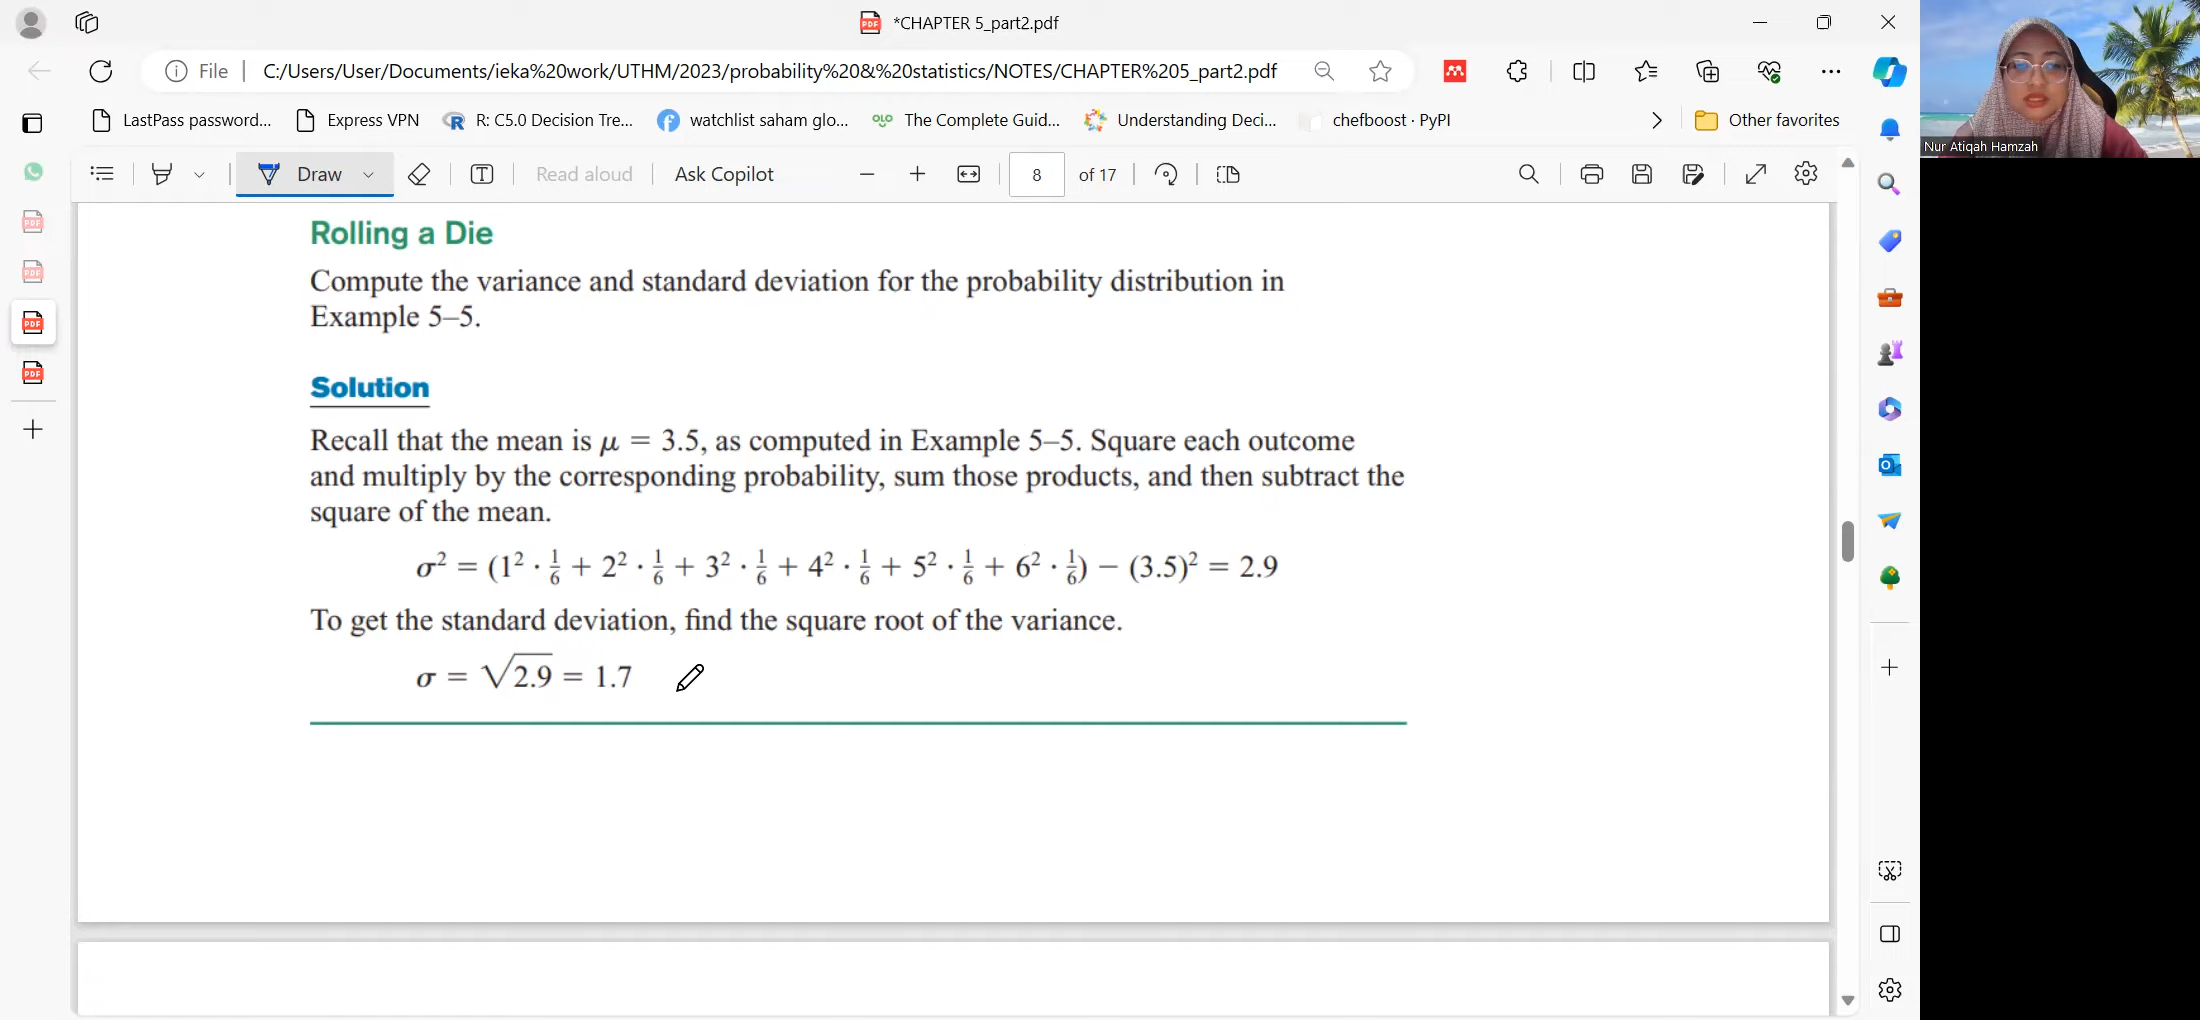 *CHAPTER 5_part2.pdf
File
C:/Users/User/Documents/ieka%20work/UTHM/2023/probability%20&%20statistics/NOTES/CHAPTER%205_part2.pdf
LastPass password...
Express VPN
R: C5.0 Decision Tre...
watchlist saham glo...
The Complete Guid...
Understanding Deci...
chefboost · PyPI
Other favorites
Draw
Read aloud
Ask Copilot
8
of 17
Nur Atiqah Hamzah
Rolling a Die
Compute the variance and standard deviation for the probability distribution in
Example 5–5.
Solution
Recall that the mean is μ = 3.5, as computed in Example 5–5. Square each outcome
and multiply by the corresponding probability, sum those products, and then subtract the
square of the mean.
σ² = (1² · 1/6 + 2² · 1/6 + 3² · 1/6 + 4² · 1/6 + 5² · 1/6 + 6² · 1/6) − (3.5)² = 2.9
To get the standard deviation, find the square root of the variance.
σ = √2.9 = 1.7